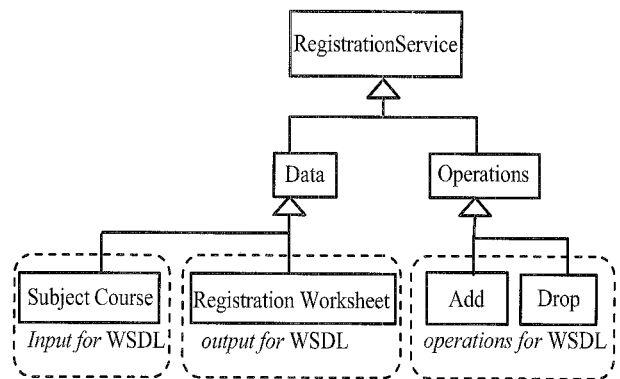 RegistrationService
Data
Operations
Subject Course
Registration Worksheet
Add
Drop
Input for WSDL
output for WSDL
operations for WSDL